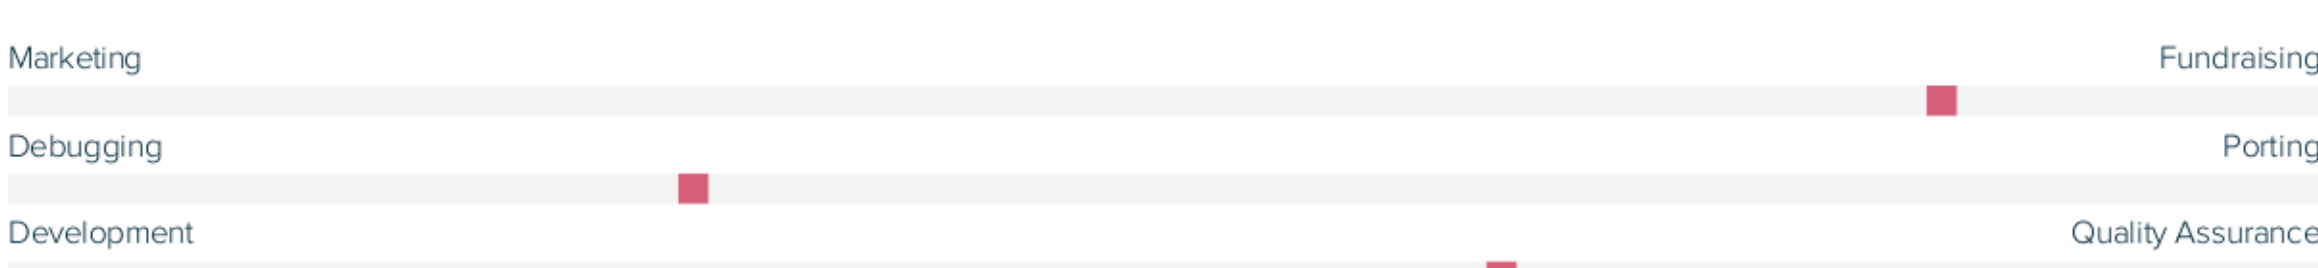 Marketing Fundraising
Debugging Porting
Development Quality Assurance